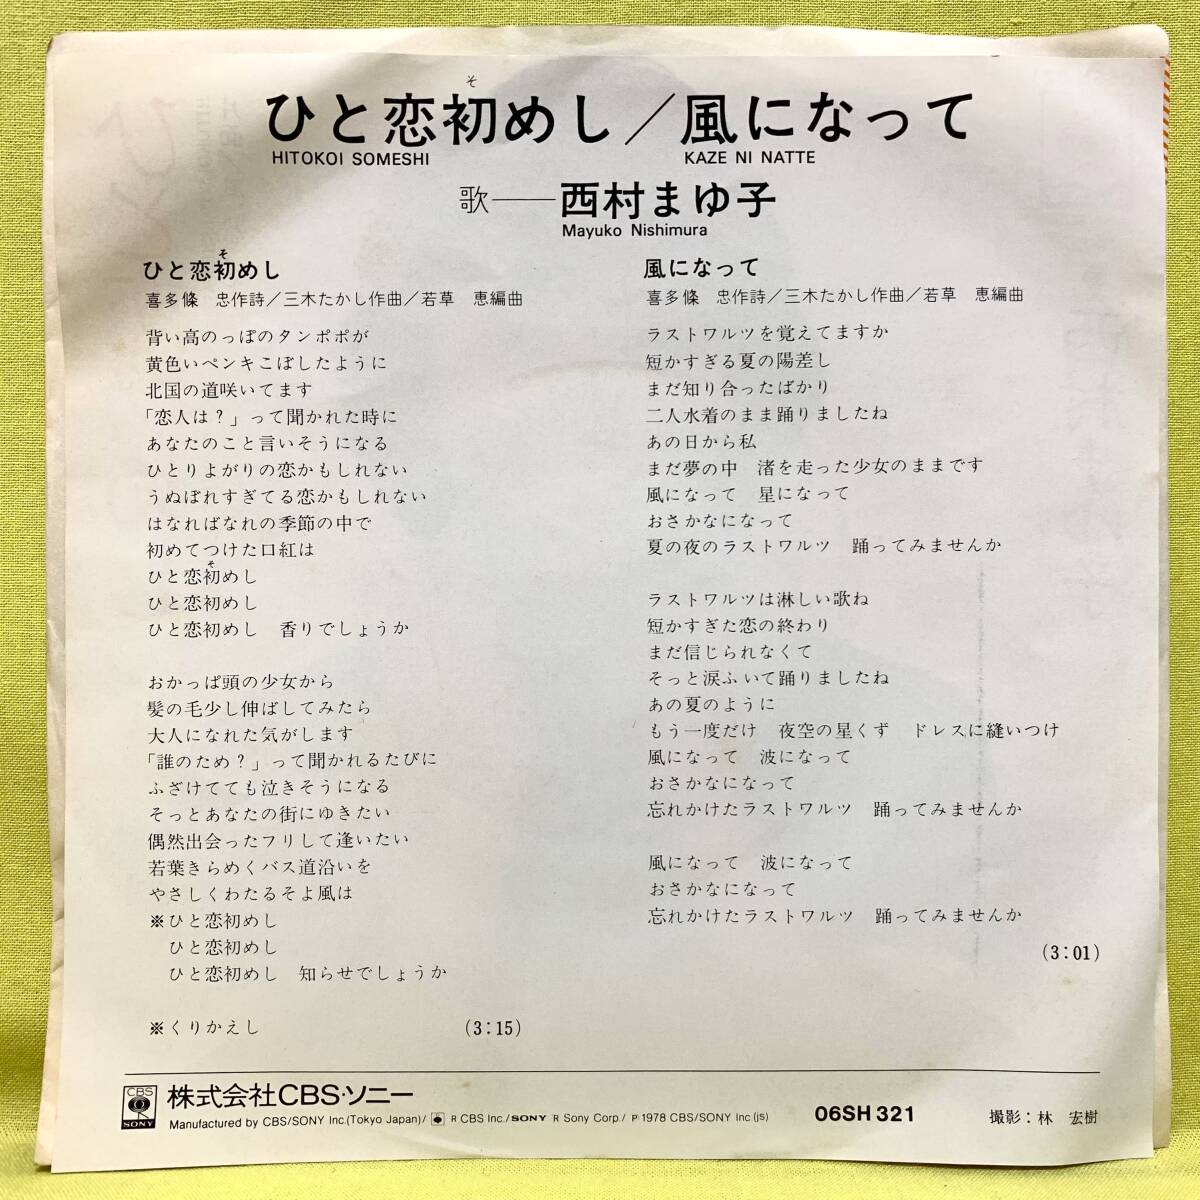 ひと恋初めし／風になって
そ
HITOKOI SOMESHI
KAZE NI NATTE
歌――西村まゆ子
Mayuko Nishimura
そ
ひと恋初めし
喜多條　忠作詩／三木たかし作曲／若草　恵編曲
背い高のっぽのタンポポが
黄色いペンキこぼしたように
北国の道咲いてます
「恋人は？」って聞かれた時に
あなたのこと言いそうになる
ひとりよがりの恋かもしれない
うぬぼれすぎてる恋かもしれない
はなればなれの季節の中で
初めてつけた口紅は
そ
ひと恋初めし
ひと恋初めし
ひと恋初めし　香りでしょうか
おかっぱ頭の少女から
髪の毛少し伸ばしてみたら
大人になれた気がします
「誰のため？」って聞かれるたびに
ふざけてても泣きそうになる
そっとあなたの街にゆきたい
偶然出会ったフリして逢いたい
若葉きらめくバス道沿いを
やさしくわたるそよ風は
※ひと恋初めし
ひと恋初めし
ひと恋初めし　知らせでしょうか
※くりかえし
(3:15)
風になって
喜多條　忠作詩／三木たかし作曲／若草　恵編曲
ラストワルツを覚えてますか
短かすぎる夏の陽差し
まだ知り合ったばかり
二人水着のまま踊りましたね
あの日から私
まだ夢の中　渚を走った少女のままです
風になって　星になって
おさかなになって
夏の夜のラストワルツ　踊ってみませんか
ラストワルツは淋しい歌ね
短かすぎた恋の終わり
まだ信じられなくて
そっと涙ふいて踊りましたね
あの夏のように
もう一度だけ　夜空の星くず　ドレスに縫いつけ
風になって　波になって
おさかなになって
忘れかけたラストワルツ　踊ってみませんか
風になって　波になって
おさかなになって
忘れかけたラストワルツ　踊ってみませんか
(3:01)
CBS
SONY
株式会社CBS・ソニー
Manufactured by CBS/SONY Inc.(Tokyo Japan)/ R CBS Inc./SONY R Sony Corp./ P 1978 CBS/SONY Inc.(js)
06SH 321
撮影：林　宏樹